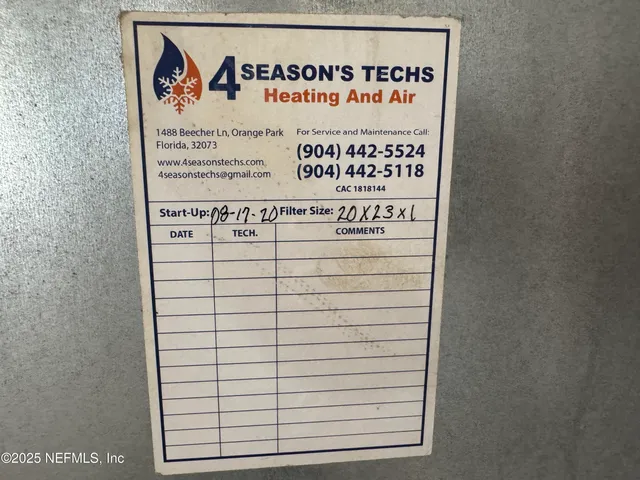 4 SEASON'S TECHS
Heating And Air
1488 Beecher Ln, Orange Park
Florida, 32073
www.4seasonstechs.com
4seasonstechs@gmail.com
For Service and Maintenance Call:
(904) 442-5524
(904) 442-5118
CAC 1818144
Start-Up: 08-17-20 Filter Size: 20X23x1
DATE TECH. COMMENTS
©2025 NEFMLS, Inc